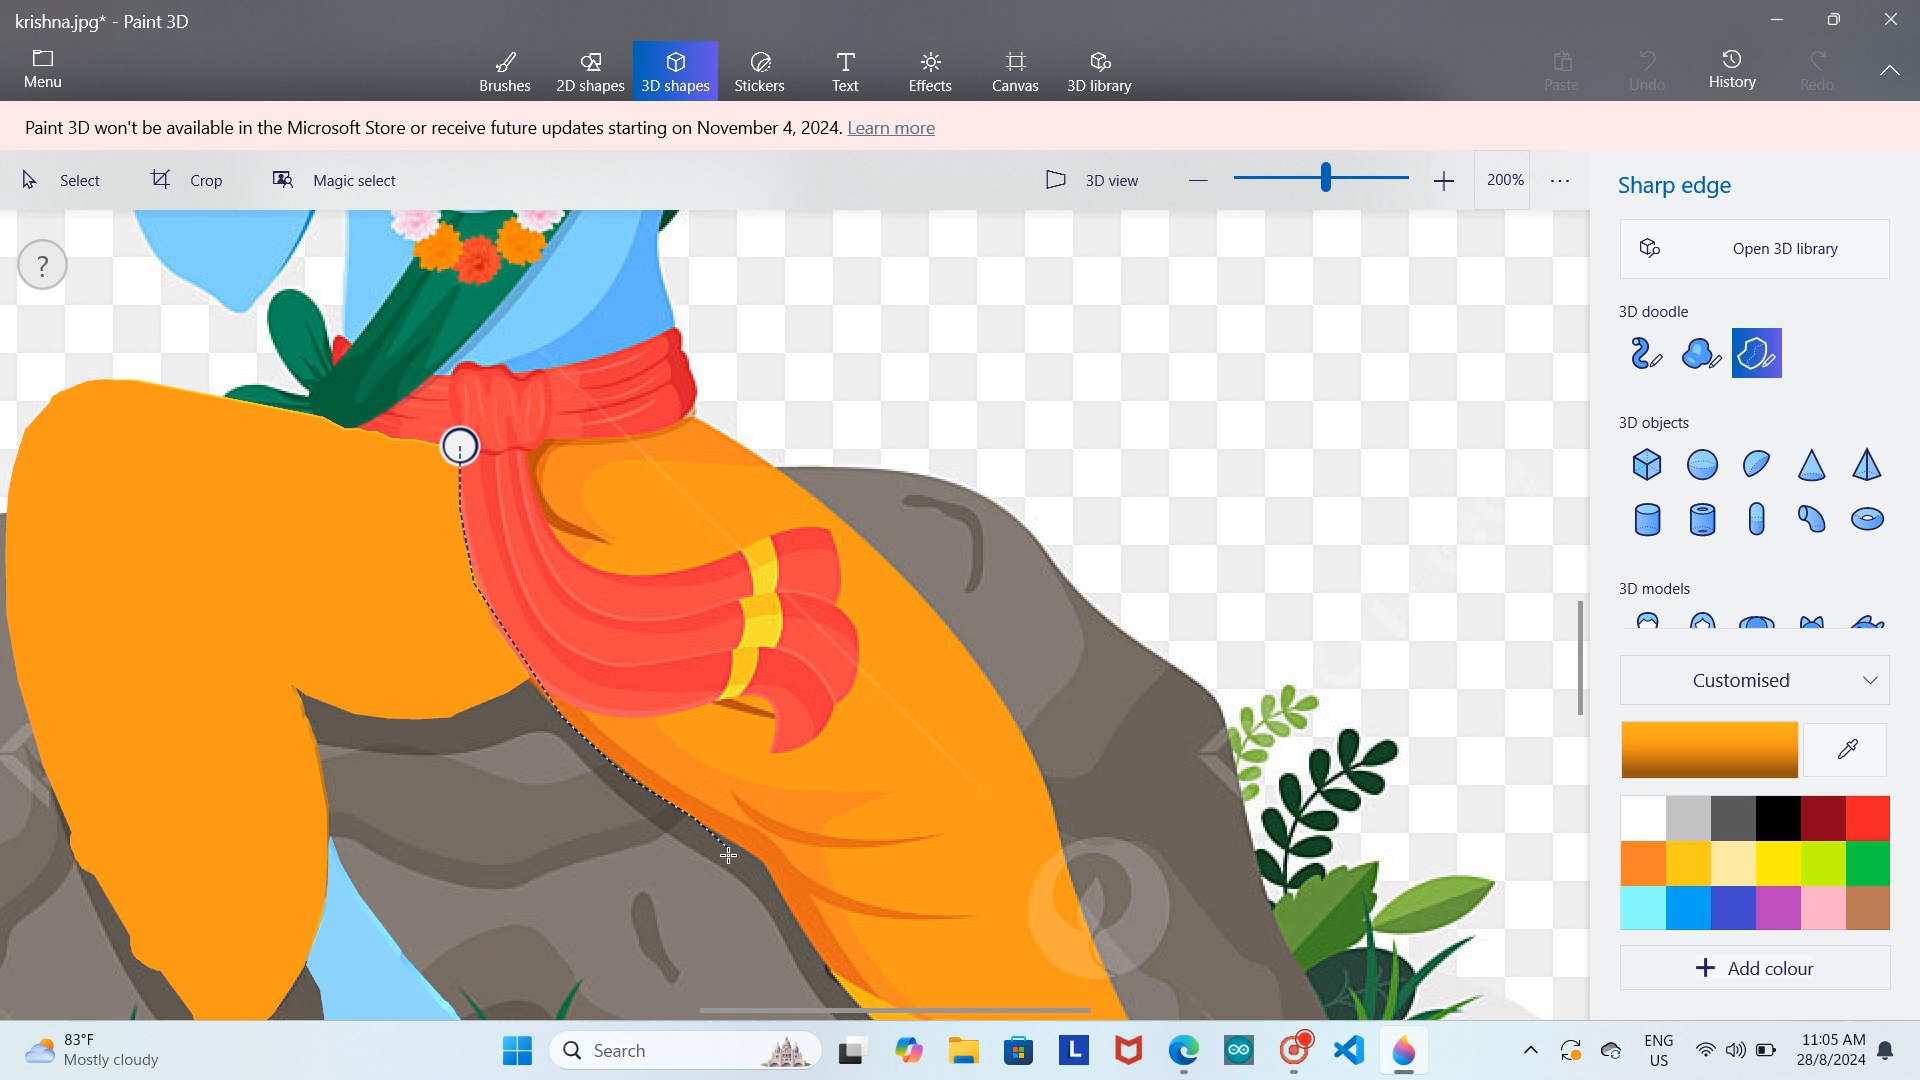 krishna.jpg* - Paint 3D
Menu
Brushes
2D shapes
3D shapes
Stickers
Text
Effects
Canvas
3D library
Paste
Undo
History
Redo
Paint 3D won't be available in the Microsoft Store or receive future updates starting on November 4, 2024. Learn more
Select
Crop
Magic select
3D view
200%
Sharp edge
?
Open 3D library
3D doodle
3D objects
3D models
Customised
Add colour
83°F
Mostly cloudy
Search
L
ENG
US
11:05 AM
28/8/2024